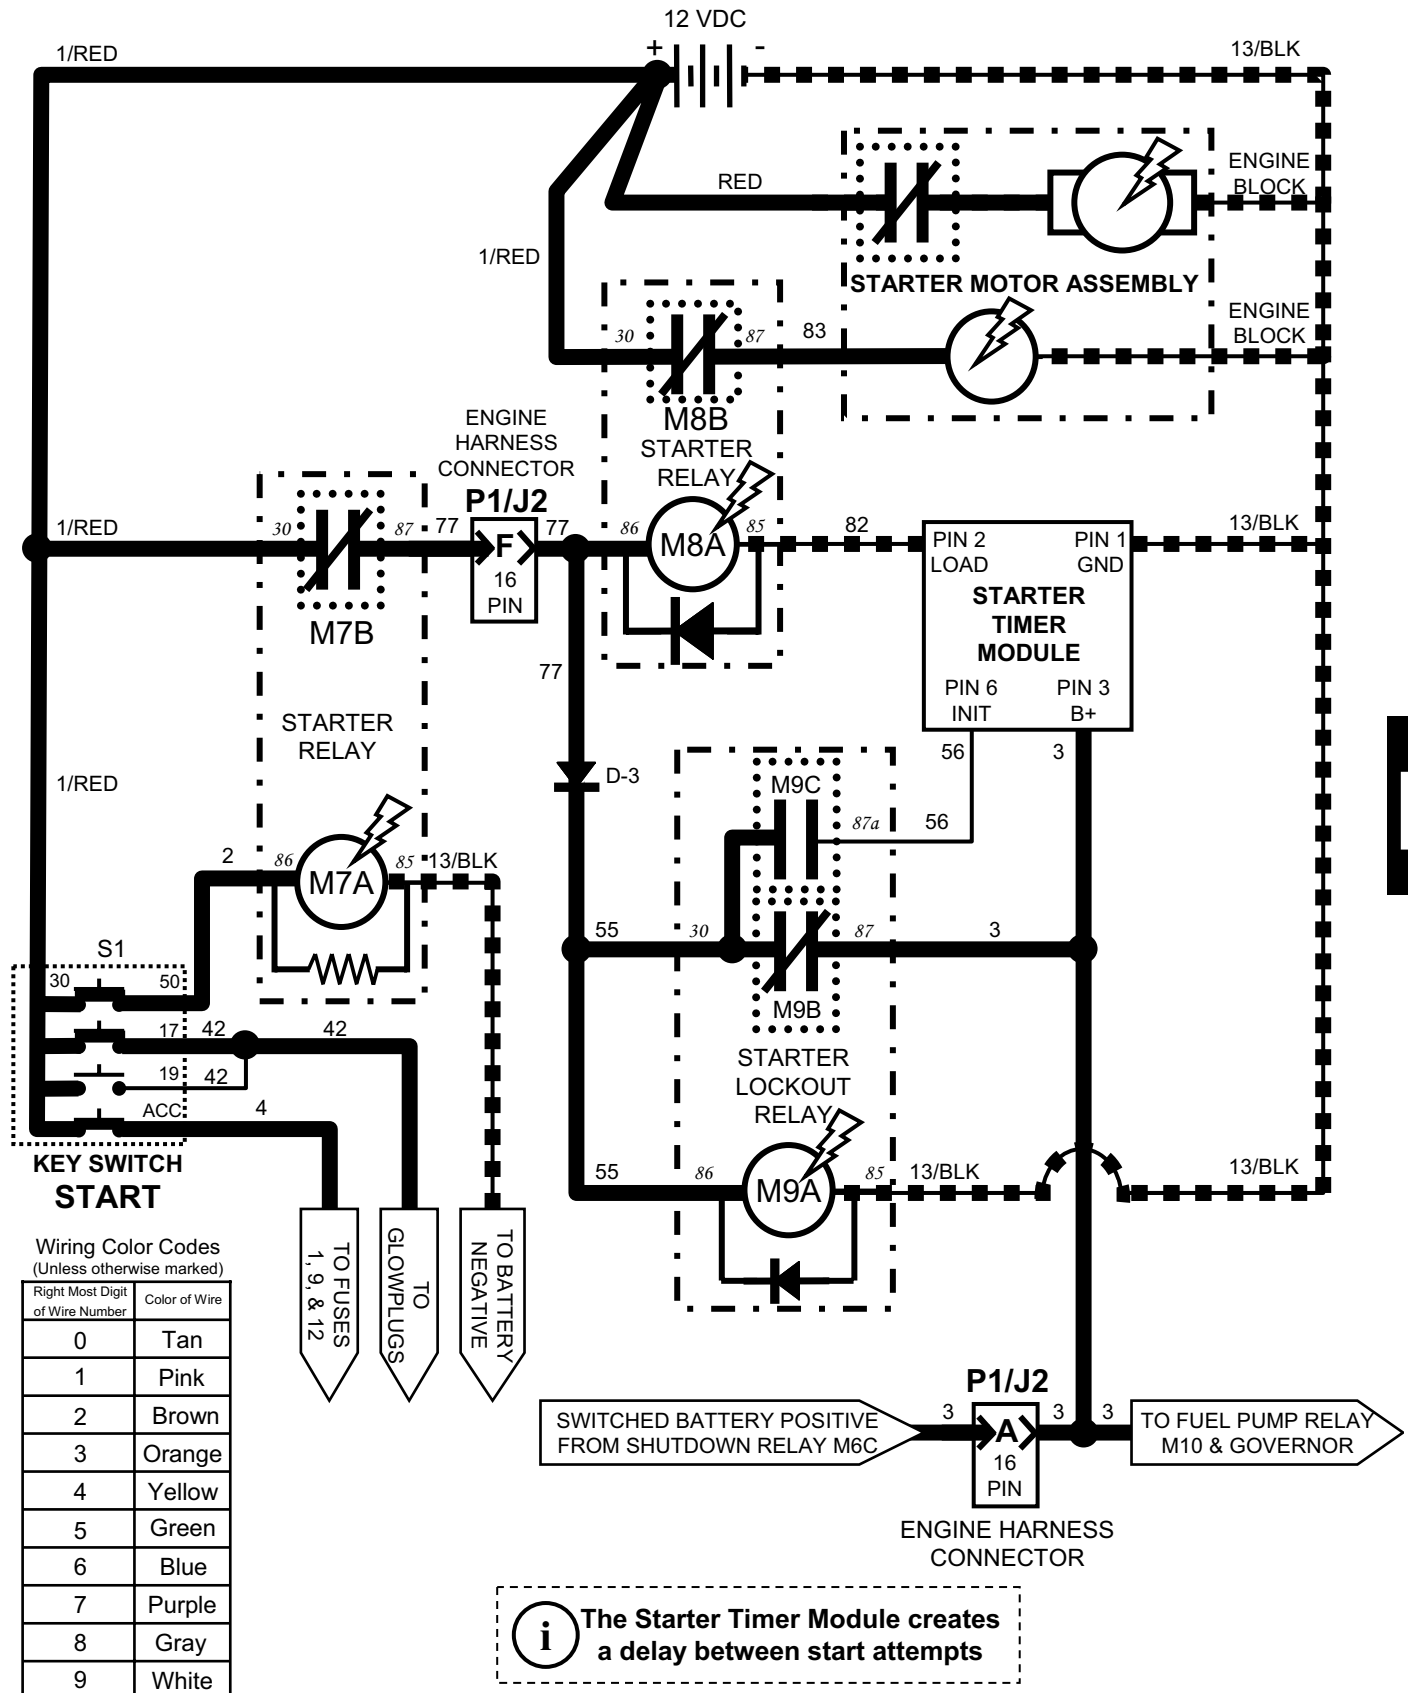 12 VDC
+
-
1/RED
13/BLK
RED
ENGINE
BLOCK
1/RED
STARTER MOTOR ASSEMBLY
30
87
83
ENGINE
BLOCK
M8B
STARTER
RELAY
ENGINE
HARNESS
CONNECTOR
P1/J2
1/RED
30
87
77
F
77
86
M8A
85
82
PIN 2
LOAD
PIN 1
GND
13/BLK
16
PIN
M7B
STARTER
TIMER
MODULE
77
PIN 6
INIT
PIN 3
B+
STARTER
RELAY
56
3
1/RED
D-3
M9C
87a
56
2
86
M7A
85
13/BLK
55
30
87
3
S1
30
50
M9B
17
42
42
19
42
ACC
4
STARTER
LOCKOUT
RELAY
KEY SWITCH
START
55
86
M9A
85
13/BLK
13/BLK
TO FUSES
1, 9, & 12
TO
GLOWPLUGS
TO BATTERY
NEGATIVE
Wiring Color Codes
(Unless otherwise marked)
Right Most Digit
of Wire Number
Color of Wire
0 Tan
1 Pink
2 Brown
3 Orange
4 Yellow
5 Green
6 Blue
7 Purple
8 Gray
9 White
P1/J2
SWITCHED BATTERY POSITIVE
FROM SHUTDOWN RELAY M6C
3
A
3
3
TO FUEL PUMP RELAY
M10 & GOVERNOR
16
PIN
ENGINE HARNESS
CONNECTOR
i
The Starter Timer Module creates
a delay between start attempts